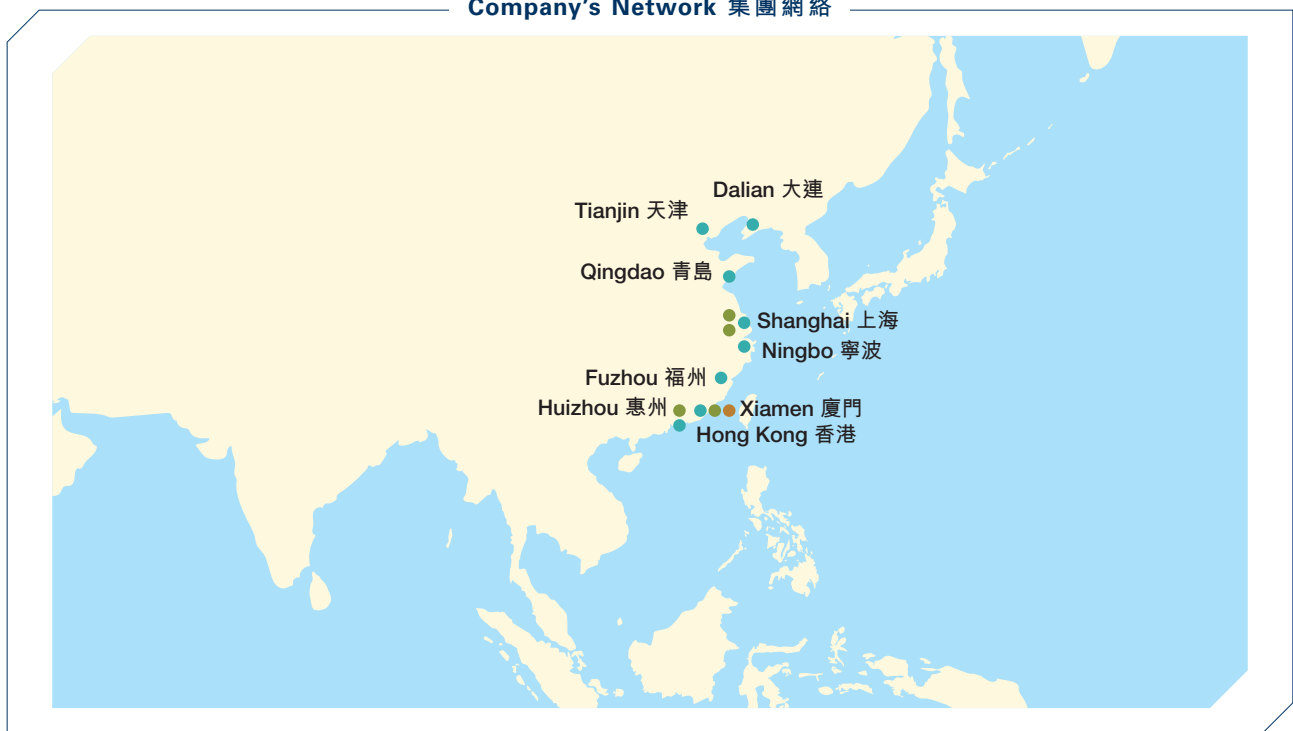 Company's Network 集團網絡
Dalian 大連
Tianjin 天津
Qingdao 青島
Shanghai 上海
Ningbo 寧波
Fuzhou 福州
Huizhou 惠州
Xiamen 廈門
Hong Kong 香港